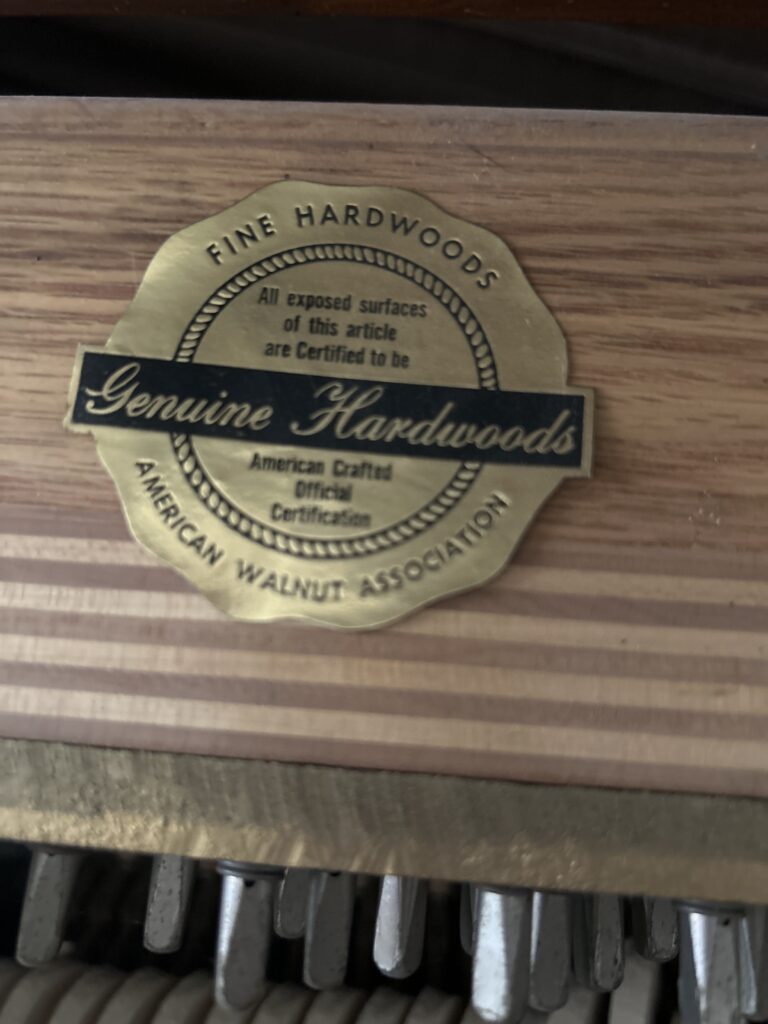 FINE HARDWOODS
All exposed surfaces
of this article
are Certified to be
Genuine Hardwoods
American Crafted
Official
Certification
AMERICAN WALNUT ASSOCIATION